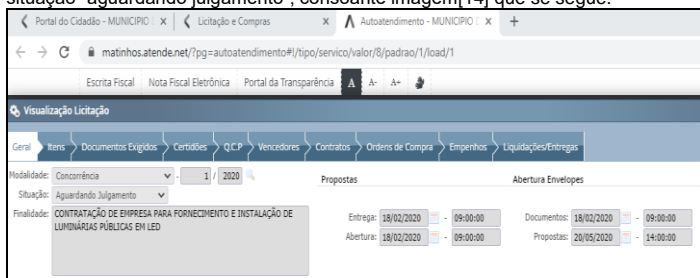 situação "aguardando julgamento", consoante imagem[14] que se segue:
Portal do Cidadão - MUNICIPIO D X Licitação e Compras X Autoatendimento - MUNICIPIO D X +
matinhos.atende.net/?pg=autoatendimento#!/tipo/servico/valor/8/padrao/1/load/1
Escrita Fiscal Nota Fiscal Eletrônica Portal da Transparência A A- A+
Visualização Licitação
Geral Itens Documentos Exigidos Certidões Q.C.P Vencedores Contratos Ordens de Compra Empenhos Liquidações/Entregas
Modalidade: Concorrência - 1 / 2020 Propostas Abertura Envelopes
Situação: Aguardando Julgamento
Finalidade: CONTRATAÇÃO DE EMPRESA PARA FORNECIMENTO E INSTALAÇÃO DE Entrega: 18/02/2020 - 09:00:00 Documentos: 18/02/2020 - 09:00:00
LUMINÁRIAS PÚBLICAS EM LED Abertura: 18/02/2020 - 09:00:00 Propostas: 20/05/2020 - 14:00:00